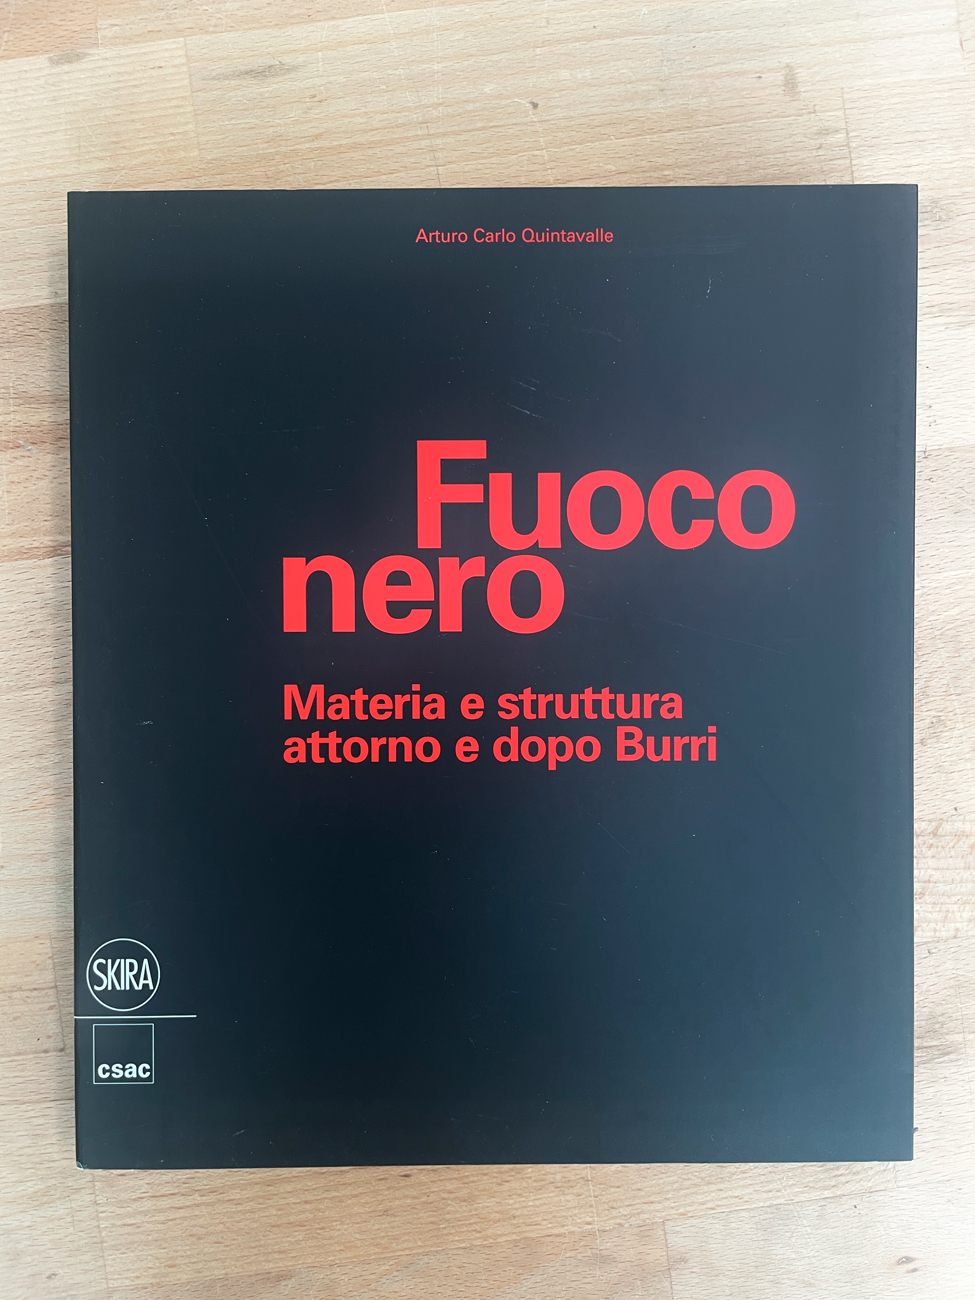 Arturo Carlo Quintavalle
Fuoco
nero
Materia e struttura
attorno e dopo Burri
SKIRA
csac